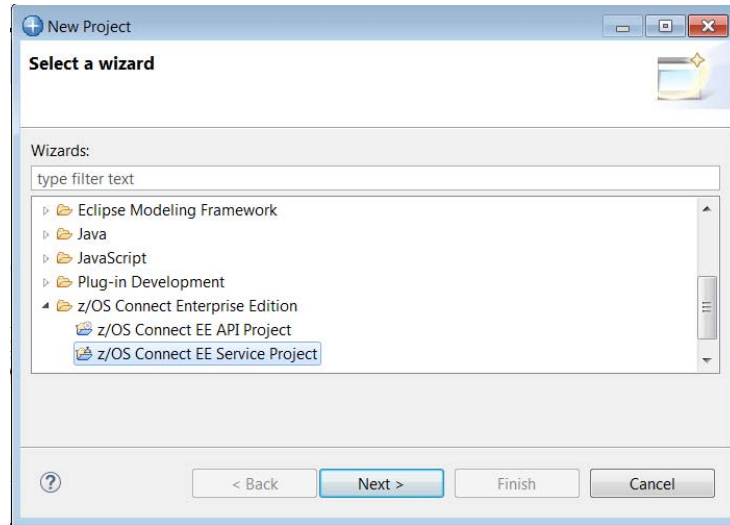 New Project
Select a wizard
Wizards:
type filter text
Eclipse Modeling Framework
Java
JavaScript
Plug-in Development
z/OS Connect Enterprise Edition
z/OS Connect EE API Project
z/OS Connect EE Service Project
? < Back Next > Finish Cancel